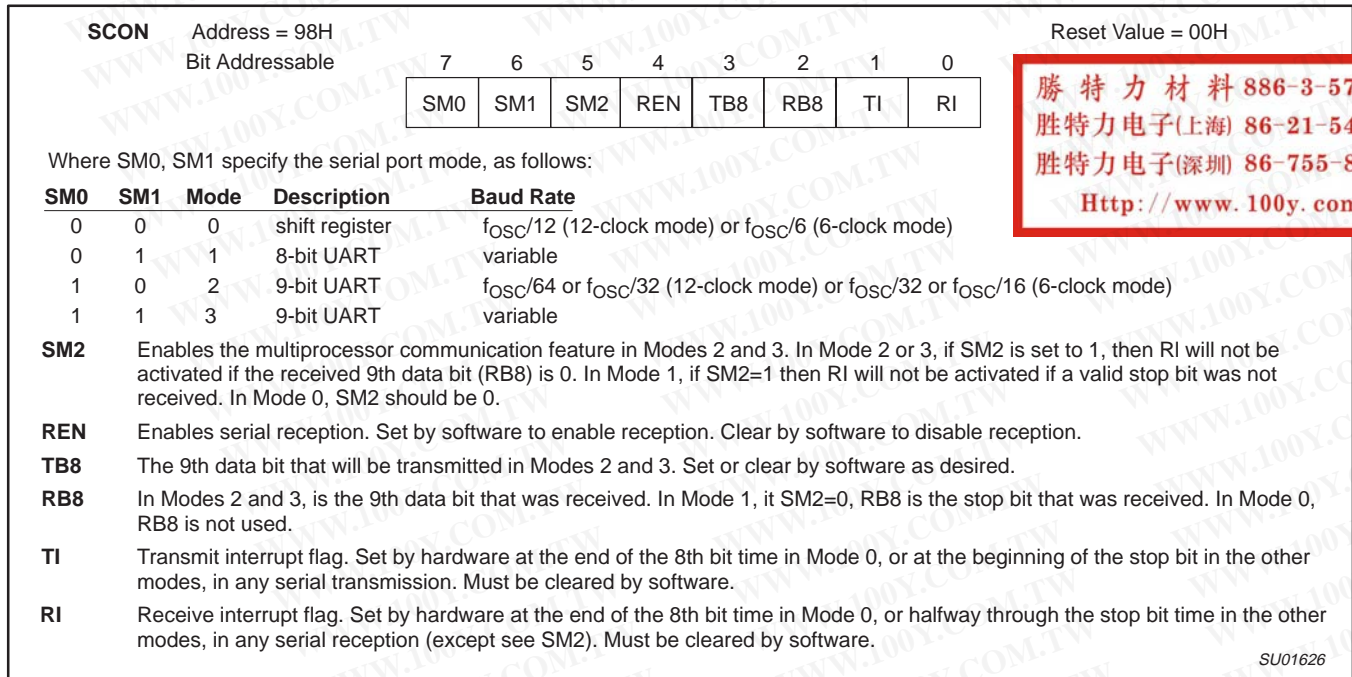 SCON Address = 98H Reset Value = 00H
Bit Addressable 7 6 5 4 3 2 1 0
SM0 SM1 SM2 REN TB8 RB8 TI RI
勝 特 力 材 料 886-3-57
胜特力电子(上海) 86-21-54
胜特力电子(深圳) 86-755-8
Http://www.100y.com
Where SM0, SM1 specify the serial port mode, as follows:
SM0 SM1 Mode Description Baud Rate
0 0 0 shift register fOSC/12 (12-clock mode) or fOSC/6 (6-clock mode)
0 1 1 8-bit UART variable
1 0 2 9-bit UART fOSC/64 or fOSC/32 (12-clock mode) or fOSC/32 or fOSC/16 (6-clock mode)
1 1 3 9-bit UART variable
SM2 Enables the multiprocessor communication feature in Modes 2 and 3. In Mode 2 or 3, if SM2 is set to 1, then RI will not be
activated if the received 9th data bit (RB8) is 0. In Mode 1, if SM2=1 then RI will not be activated if a valid stop bit was not
received. In Mode 0, SM2 should be 0.
REN Enables serial reception. Set by software to enable reception. Clear by software to disable reception.
TB8 The 9th data bit that will be transmitted in Modes 2 and 3. Set or clear by software as desired.
RB8 In Modes 2 and 3, is the 9th data bit that was received. In Mode 1, it SM2=0, RB8 is the stop bit that was received. In Mode 0,
RB8 is not used.
TI Transmit interrupt flag. Set by hardware at the end of the 8th bit time in Mode 0, or at the beginning of the stop bit in the other
modes, in any serial transmission. Must be cleared by software.
RI Receive interrupt flag. Set by hardware at the end of the 8th bit time in Mode 0, or halfway through the stop bit time in the other
modes, in any serial reception (except see SM2). Must be cleared by software.
SU01626
WWW.100Y.COM.TW